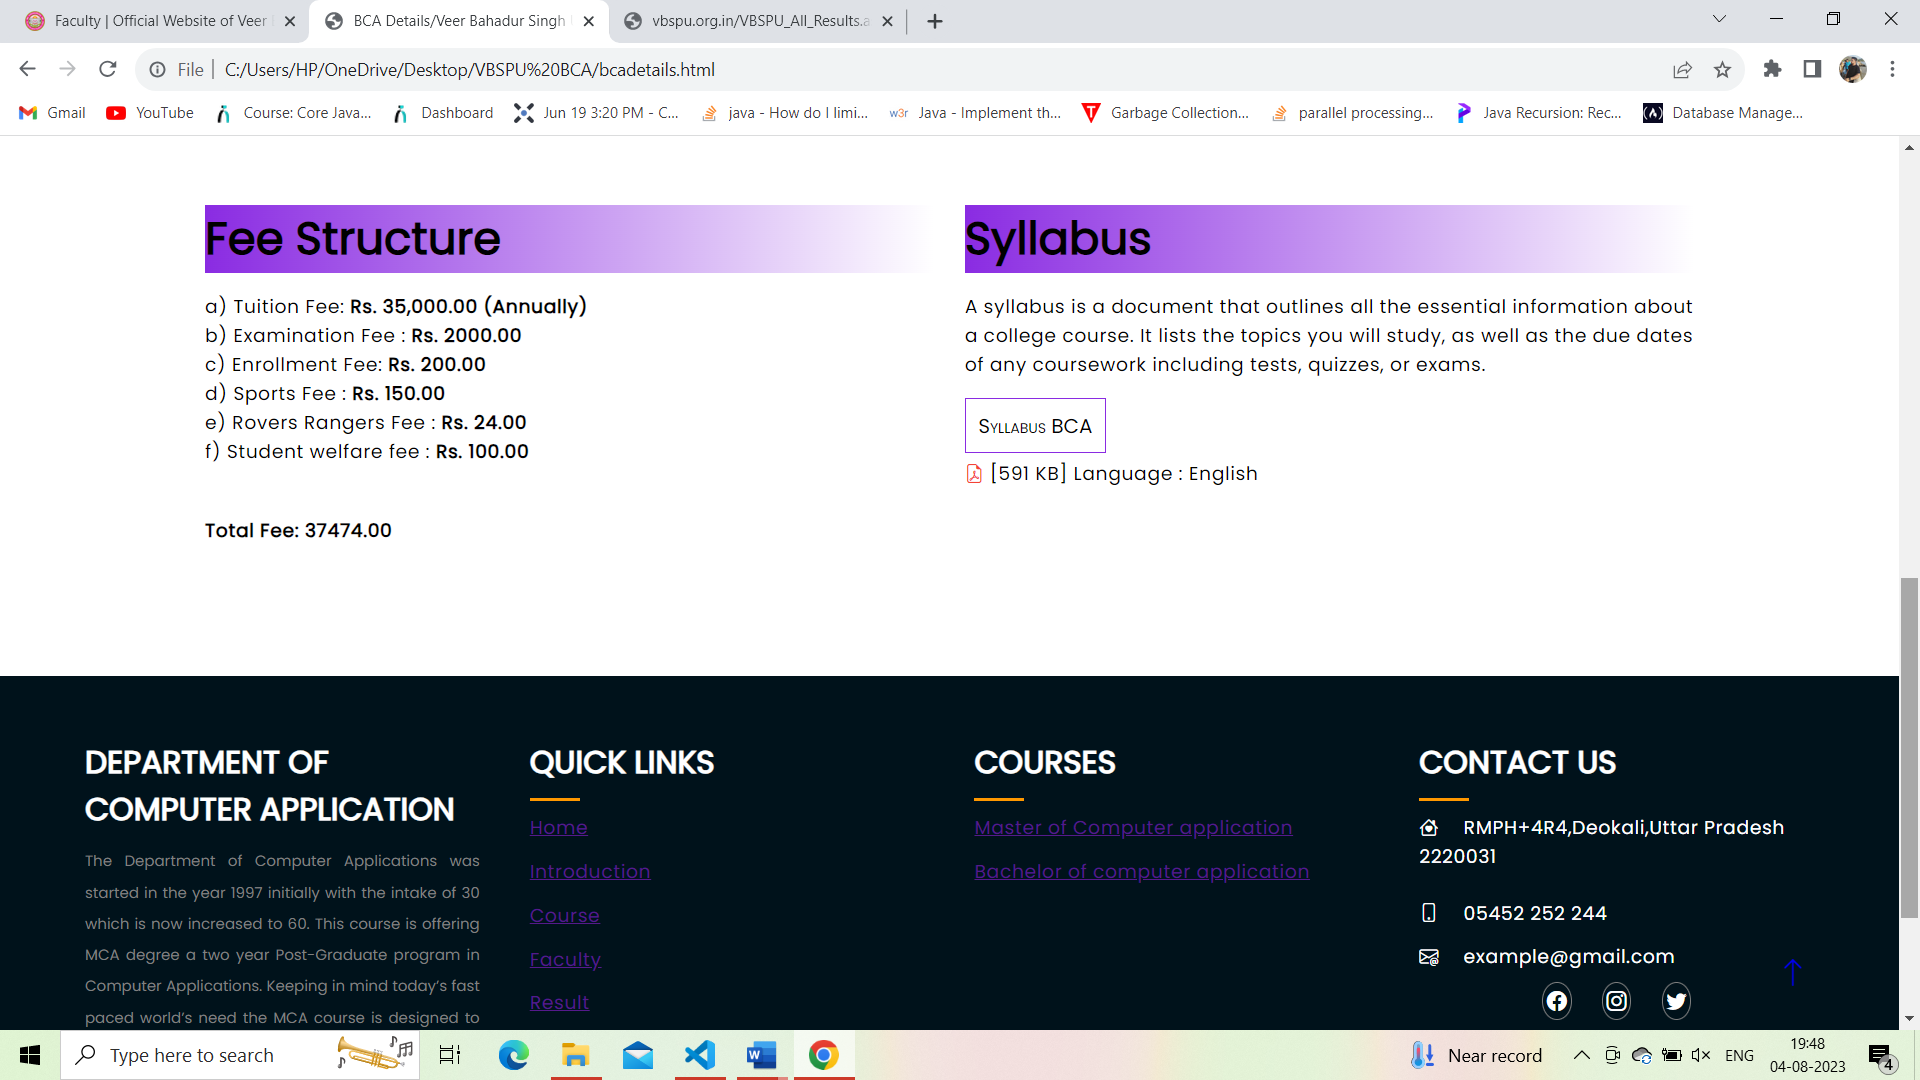 Faculty | Official Website of Veer
BCA Details/Veer Bahadur Singh
vbspu.org.in/VBSPU_All_Results.a
File
C:/Users/HP/OneDrive/Desktop/VBSPU%20BCA/bcadetails.html
Gmail
YouTube
Course: Core Java...
Dashboard
Jun 19 3:20 PM - C...
java - How do I limi...
w3r
Java - Implement th...
Garbage Collection...
parallel processing...
Java Recursion: Rec...
Database Manage...
Fee Structure
a) Tuition Fee: Rs. 35,000.00 (Annually)
b) Examination Fee : Rs. 2000.00
c) Enrollment Fee: Rs. 200.00
d) Sports Fee : Rs. 150.00
e) Rovers Rangers Fee : Rs. 24.00
f) Student welfare fee : Rs. 100.00
Total Fee: 37474.00
Syllabus
A syllabus is a document that outlines all the essential information about
a college course. It lists the topics you will study, as well as the due dates
of any coursework including tests, quizzes, or exams.
Syllabus BCA
[591 KB] Language : English
DEPARTMENT OF
COMPUTER APPLICATION
The Department of Computer Applications was
started in the year 1997 initially with the intake of 30
which is now increased to 60. This course is offering
MCA degree a two year Post-Graduate program in
Computer Applications. Keeping in mind today's fast
paced world's need the MCA course is designed to
QUICK LINKS
Home
Introduction
Course
Faculty
Result
COURSES
Master of Computer application
Bachelor of computer application
CONTACT US
RMPH+4R4,Deokali,Uttar Pradesh
2220031
05452 252 244
example@gmail.com
Type here to search
Near record
ENG
19:48
04-08-2023
4